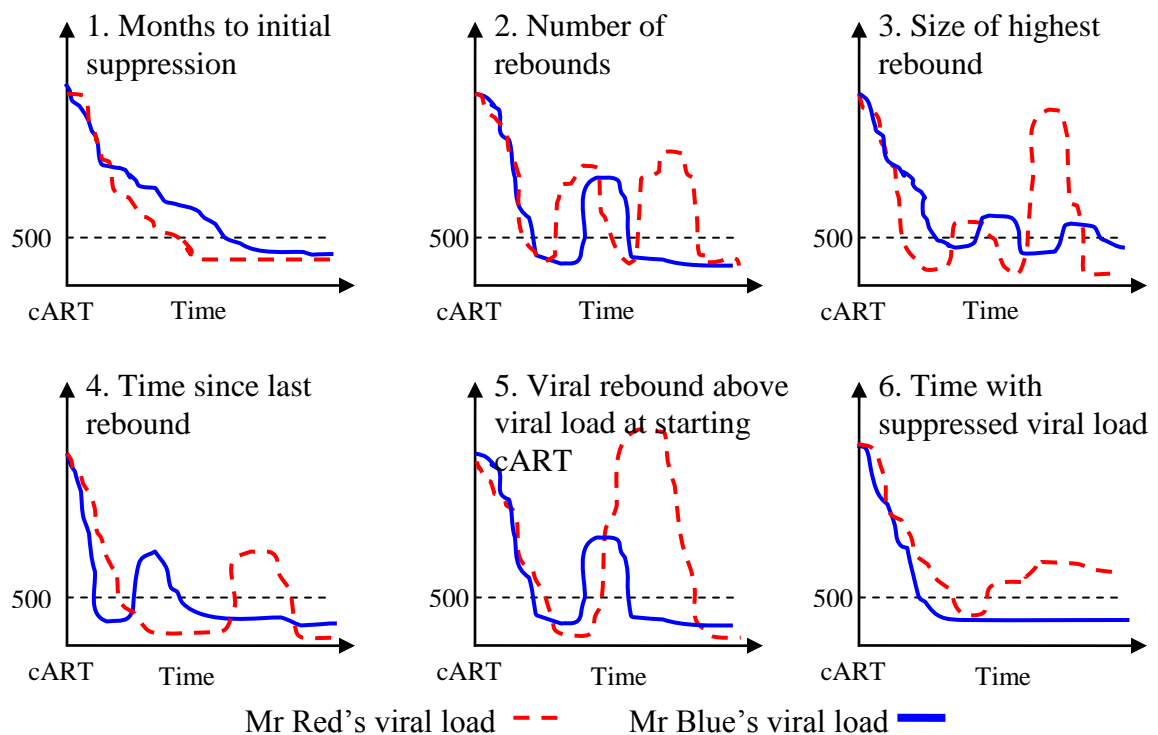 1. Months to initial
suppression
500
cART
Time
2. Number of
rebounds
cART
Time
3. Size of highest
rebound
500
cART
Time
4. Time since last
rebound
500
cART
Time
5. Viral rebound above
viral load at starting
cART
cART
Time
6. Time with
suppressed viral load
500
cART
Time
Mr Red's viral load
Mr Blue's viral load